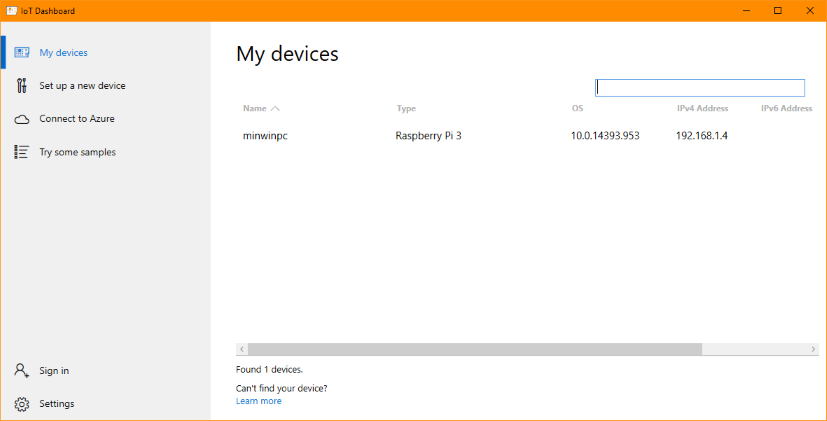 IoT Dashboard
My devices
Set up a new device
Connect to Azure
Try some samples
Sign in
Settings
My devices
Name Type OS IPv4 Address IPv6 Address
minwinpc Raspberry Pi 3 10.0.14393.953 192.168.1.4
Found 1 devices.
Can't find your device?
Learn more